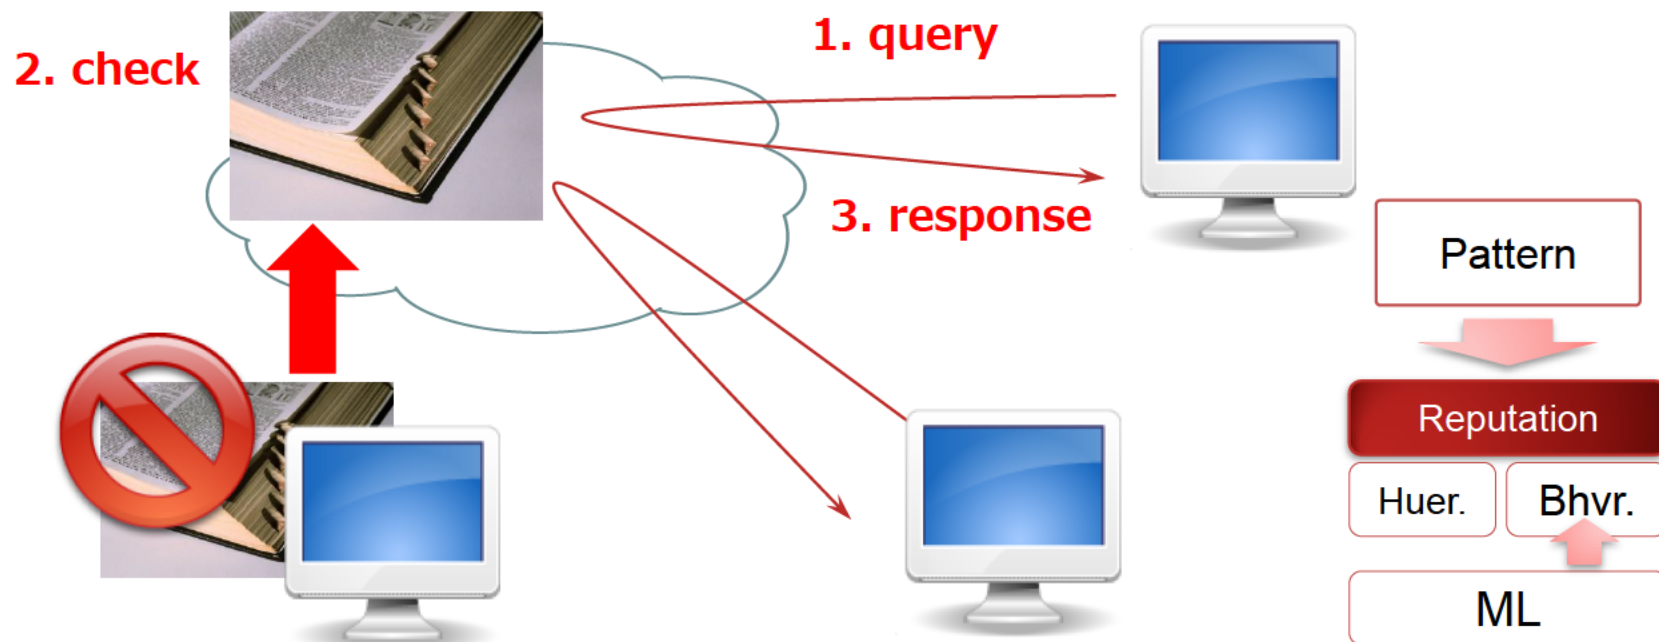 1. query
2. check
3. response
Pattern
Reputation
Huer.
Bhvr.
ML